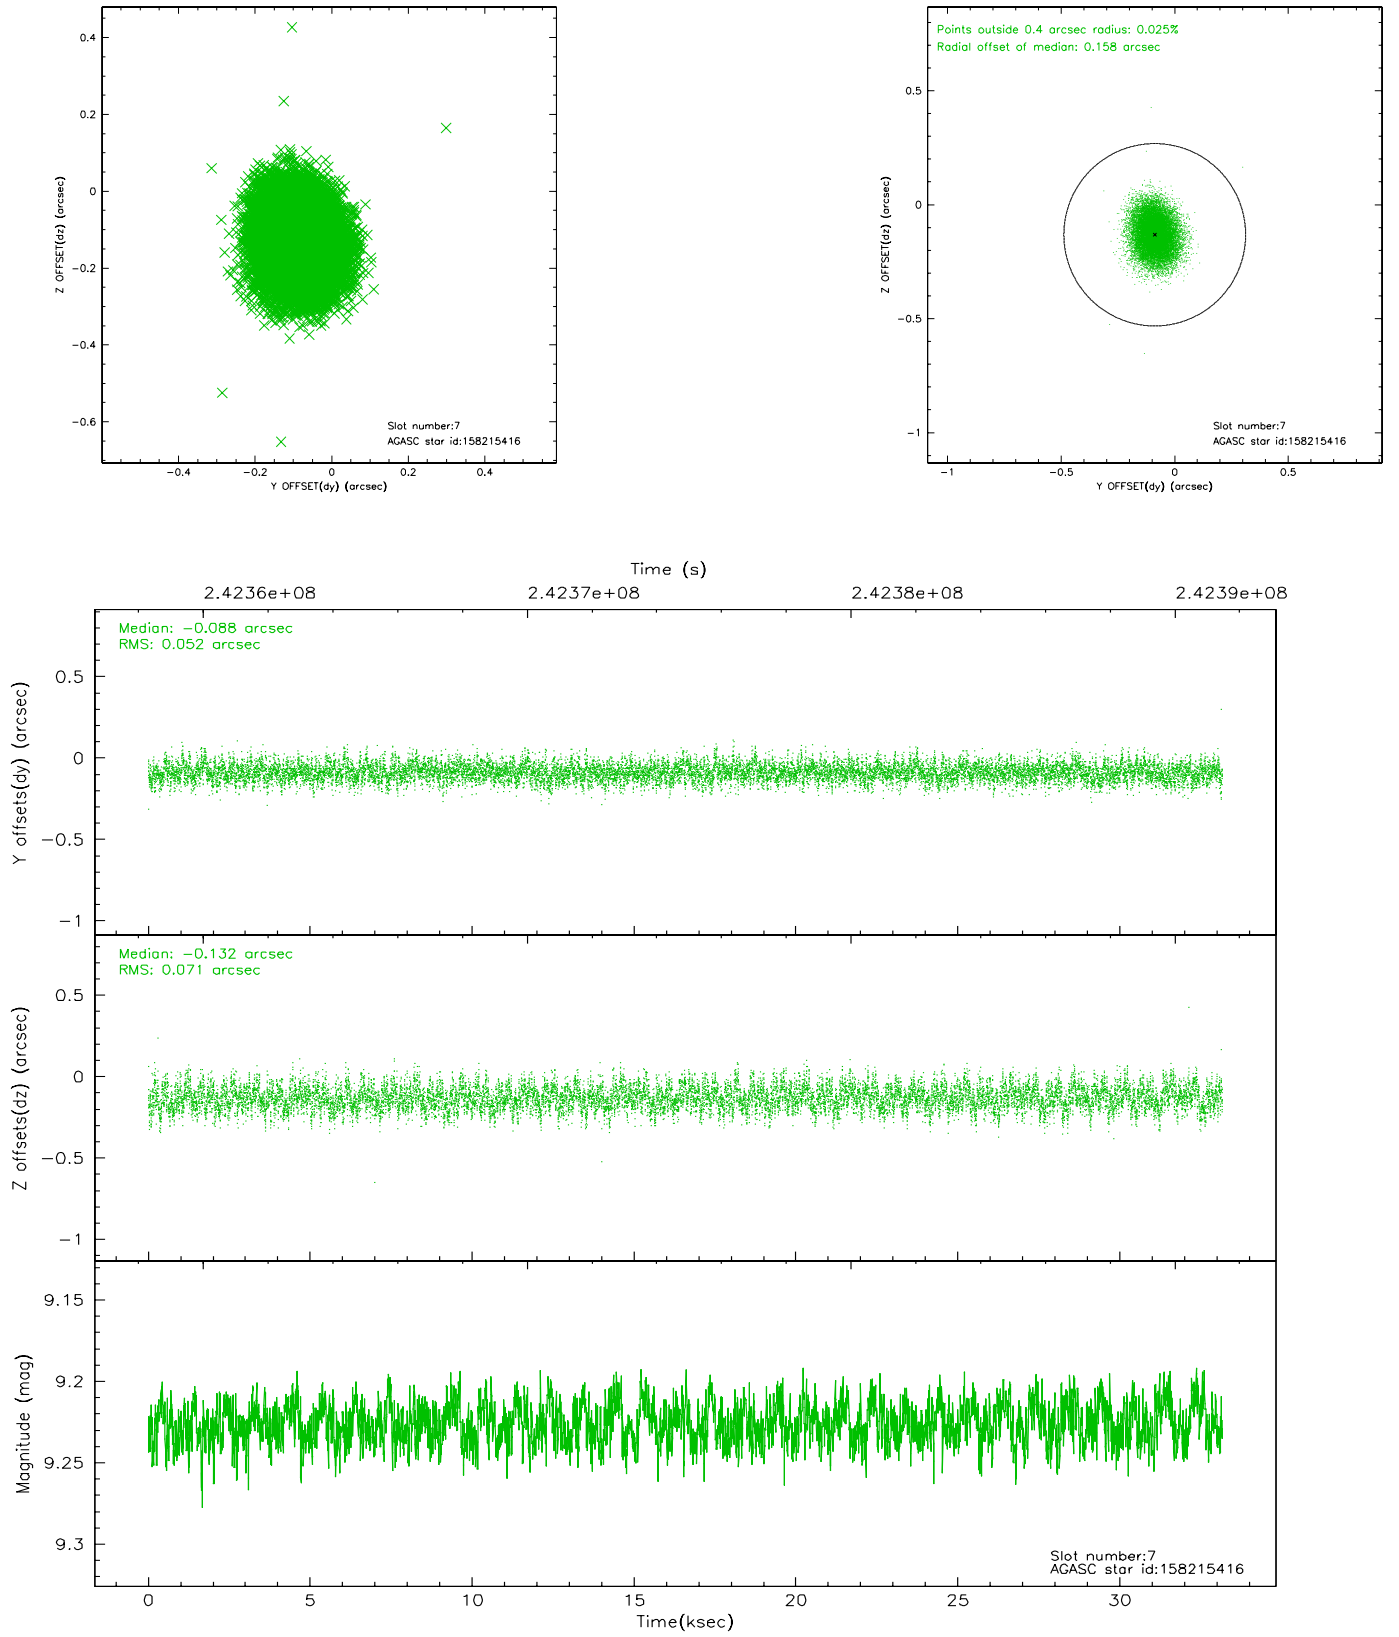 0.4
0.2
0
−0.2
−0.4
−0.6
Z OFFSET(dz) (arcsec)
Slot number:7
AGASC star id:158215416
−0.4 −0.2 0 0.2 0.4
Y OFFSET(dy) (arcsec)
Points outside 0.4 arcsec radius: 0.025%
Radial offset of median: 0.158 arcsec
0.5
0
−0.5
−1
Z OFFSET(dz) (arcsec)
Slot number:7
AGASC star id:158215416
−1 −0.5 0 0.5
Y OFFSET(dy) (arcsec)
Time (s)
2.4236e+08 2.4237e+08 2.4238e+08 2.4239e+08
Median: −0.088 arcsec
RMS: 0.052 arcsec
0.5
0
−0.5
−1
Y offsets(dy) (arcsec)
Median: −0.132 arcsec
RMS: 0.071 arcsec
0.5
0
−0.5
−1
Z offsets(dz) (arcsec)
9.15
9.2
9.25
9.3
Magnitude (mag)
Slot number:7
AGASC star id:158215416
0 5 10 15 20 25 30
Time(ksec)